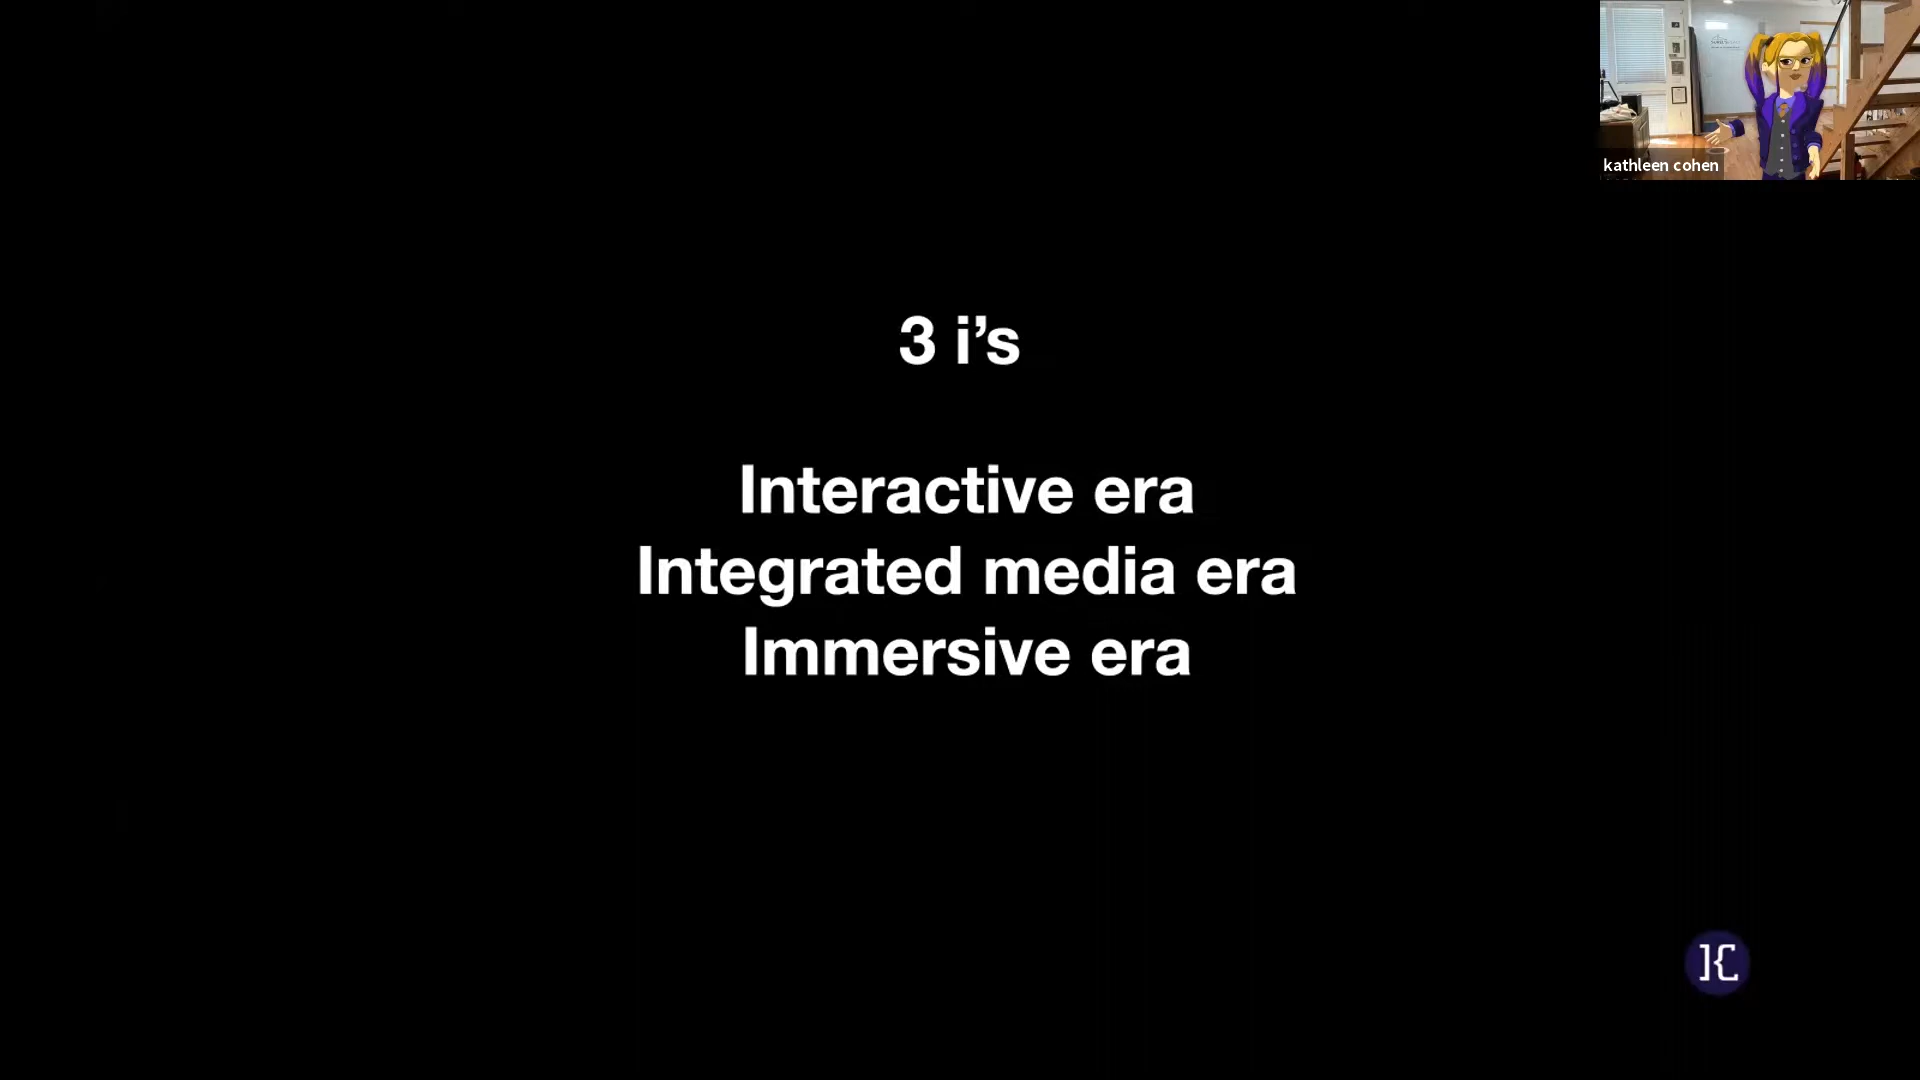 kathleen cohen
3 i’s
Interactive era
Integrated media era
Immersive era